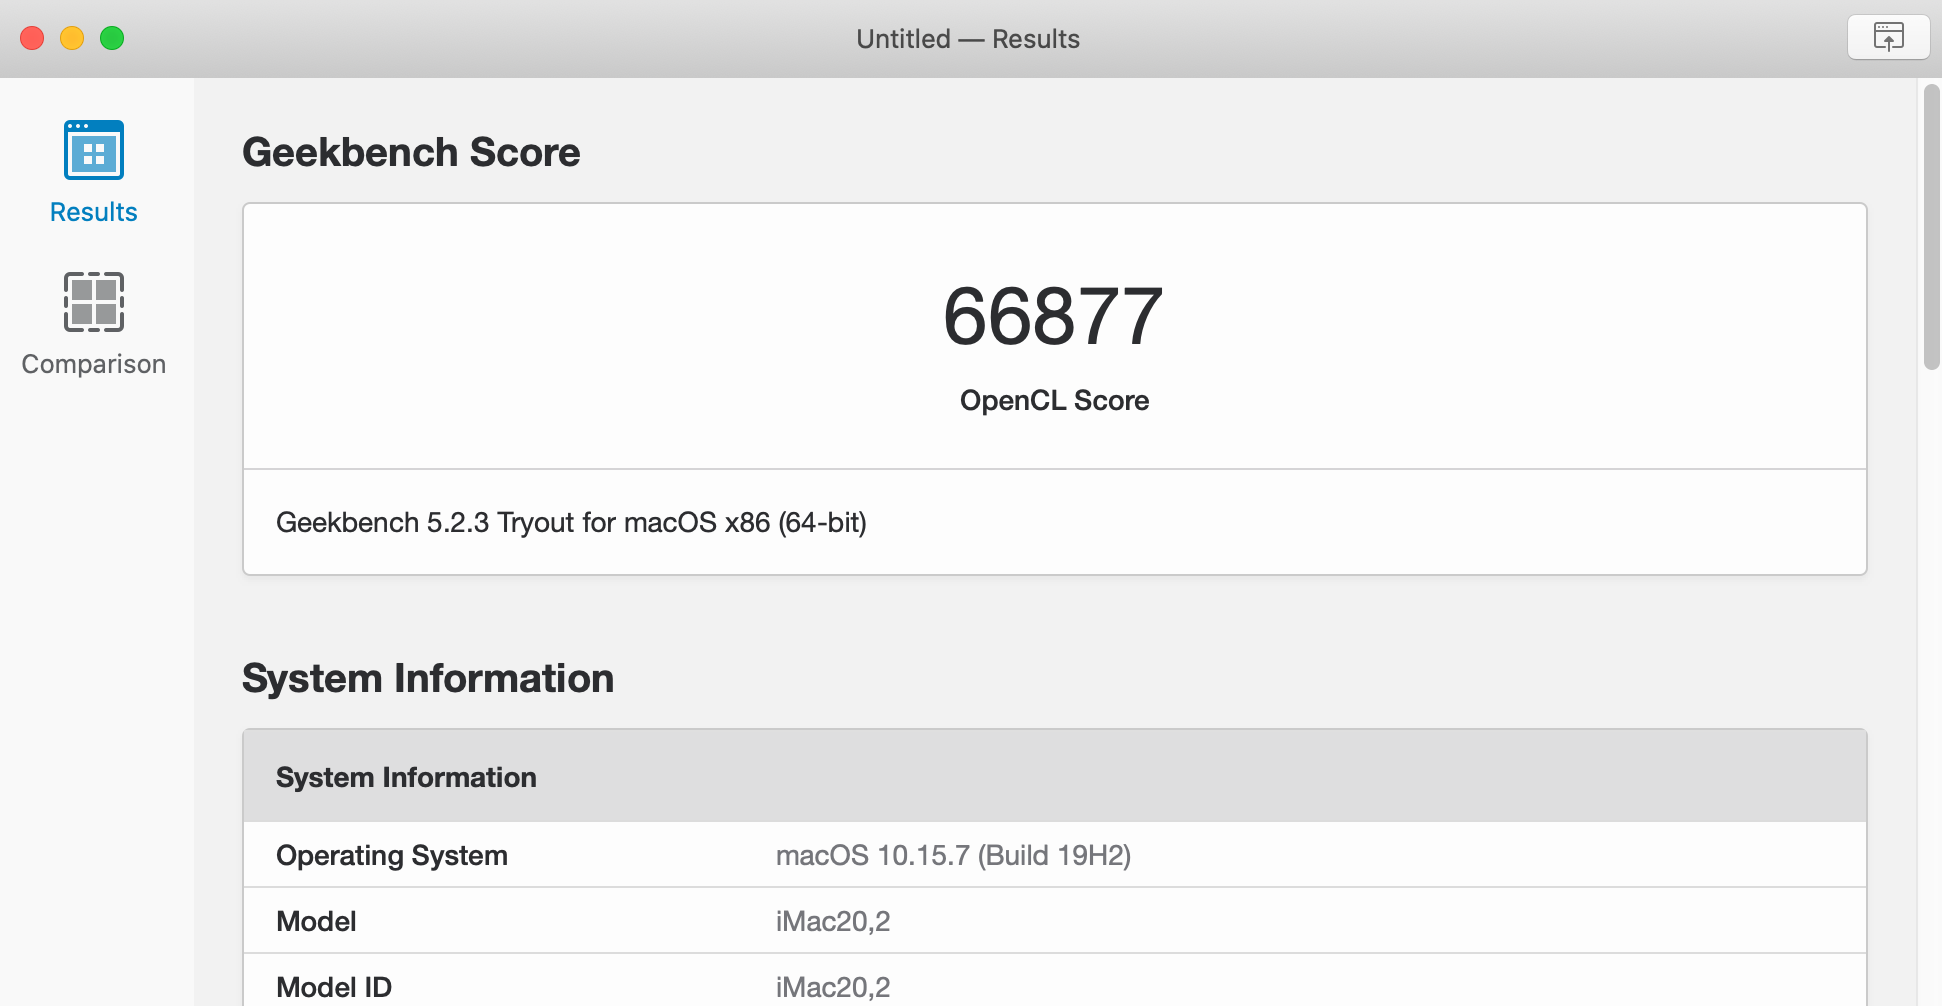 Untitled — Results
Results
Comparison
Geekbench Score
66877
OpenCL Score
Geekbench 5.2.3 Tryout for macOS x86 (64-bit)
System Information
System Information
Operating System macOS 10.15.7 (Build 19H2)
Model iMac20,2
Model ID iMac20,2